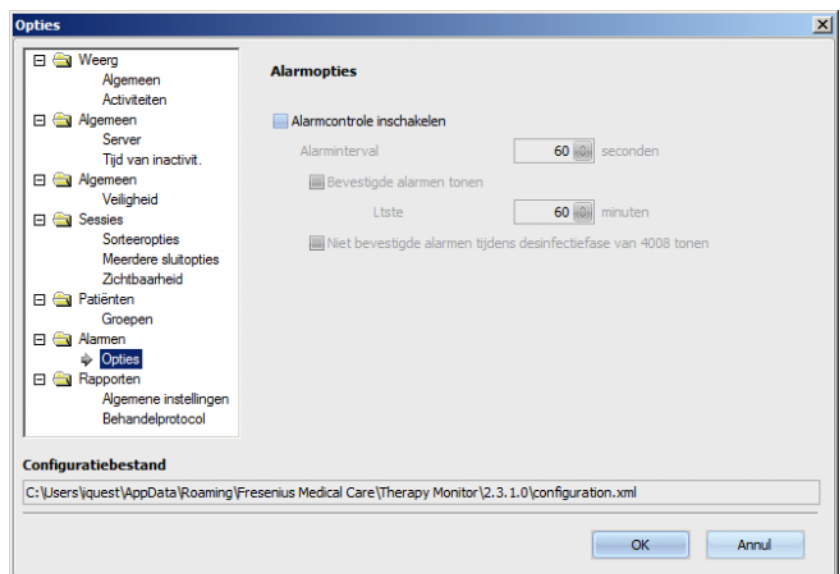 Opties
Weerg
Algemeen
Activiteiten
Algemeen
Server
Tijd van inactivit.
Algemeen
Veiligheid
Sessies
Sorteeropties
Meerdere sluitopties
Zichtbaarheid
Patiënten
Groepen
Alarmen
Opties
Rapporten
Algemene instellingen
Behandelprotocol
Alarmopties
Alarmcontrole inschakelen
Alarminterval 60 seconden
Bevestigde alarmen tonen
Ltste 60 minuten
Niet bevestigde alarmen tijdens desinfectiefase van 4008 tonen
Configuratiebestand
C:\Users\iquest\AppData\Roaming\Fresenius Medical Care\Therapy Monitor\2.3.1.0\configuration.xml
OK Annul